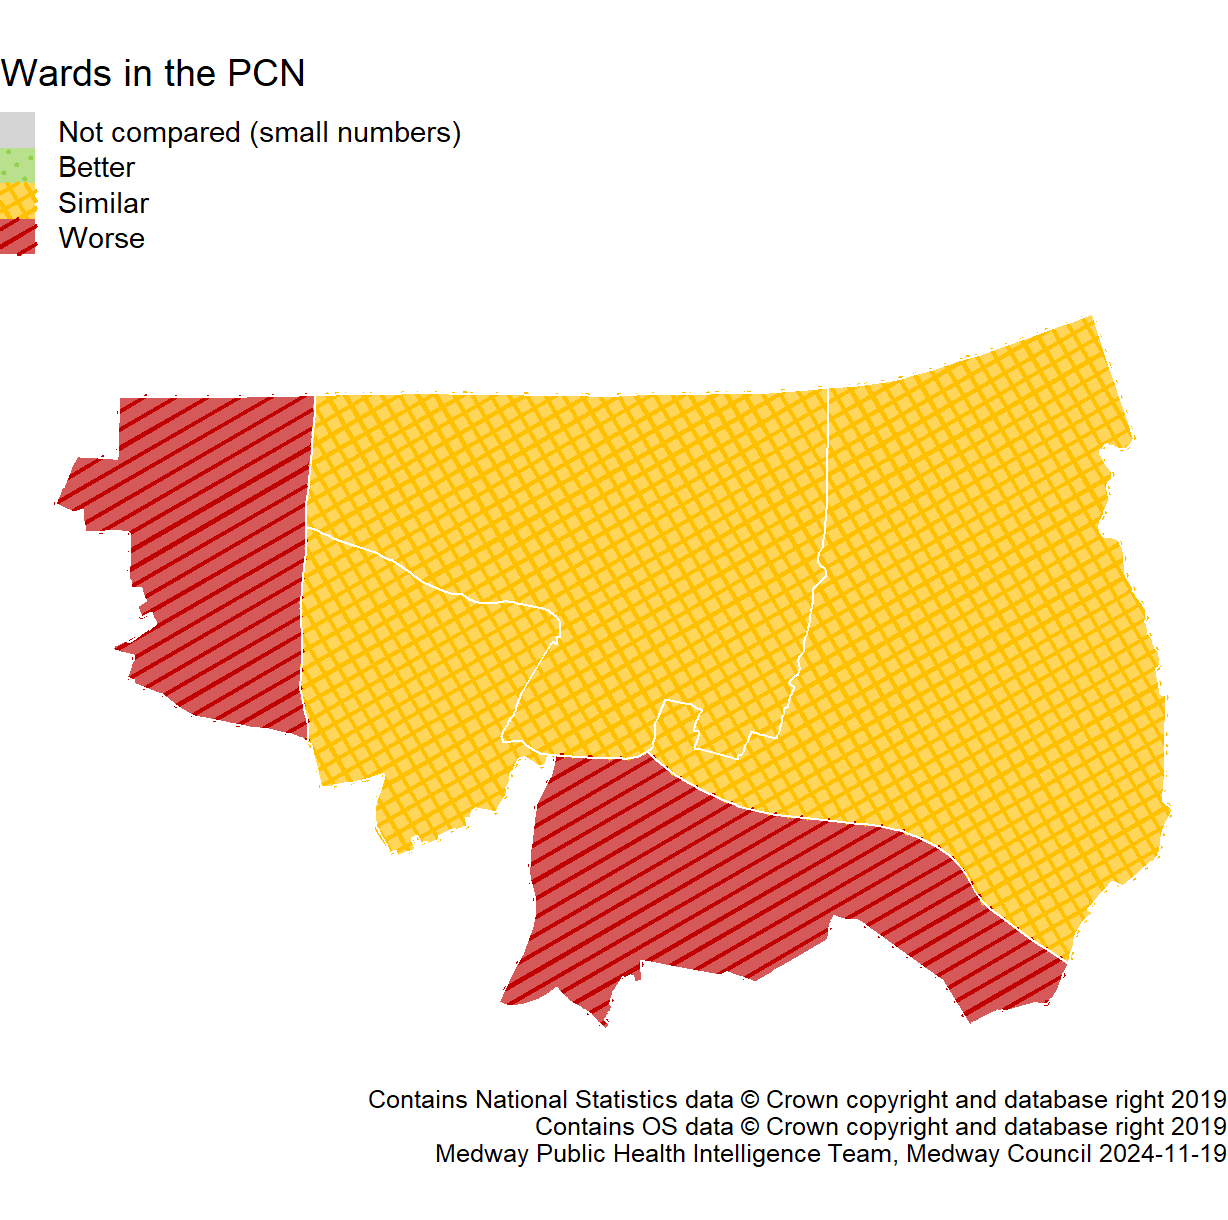 Wards in the PCN
Not compared (small numbers)
Better
Similar
Worse
Contains National Statistics data © Crown copyright and database right 2019
Contains OS data © Crown copyright and database right 2019
Medway Public Health Intelligence Team, Medway Council 2024-11-19